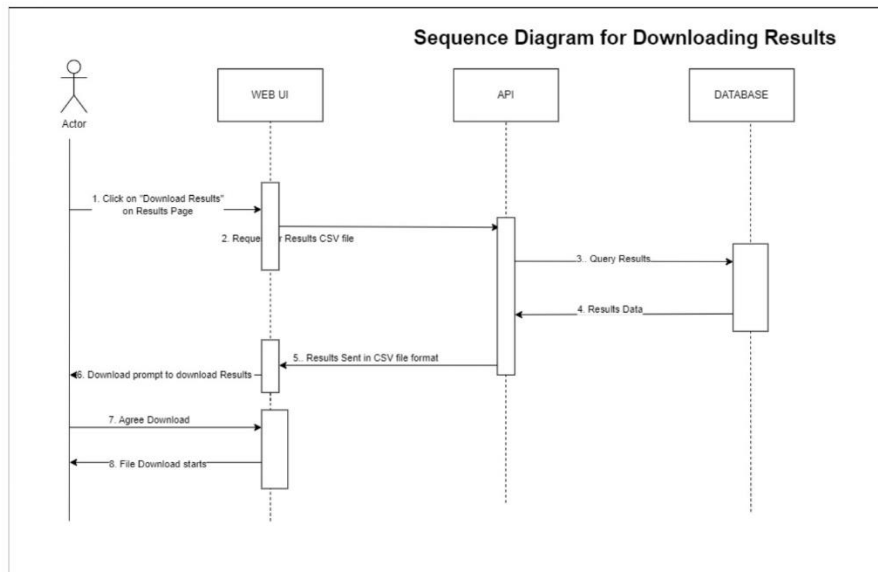 Sequence Diagram for Downloading Results
WEB UI
API
DATABASE
Actor
1. Click on "Download Results"
on Results Page
2. Reque r Results CSV file
3.. Query Results
4. Results Data
5.. Results Sent in CSV file format
6. Download prompt to download Results
7. Agree Download
8. File Download starts